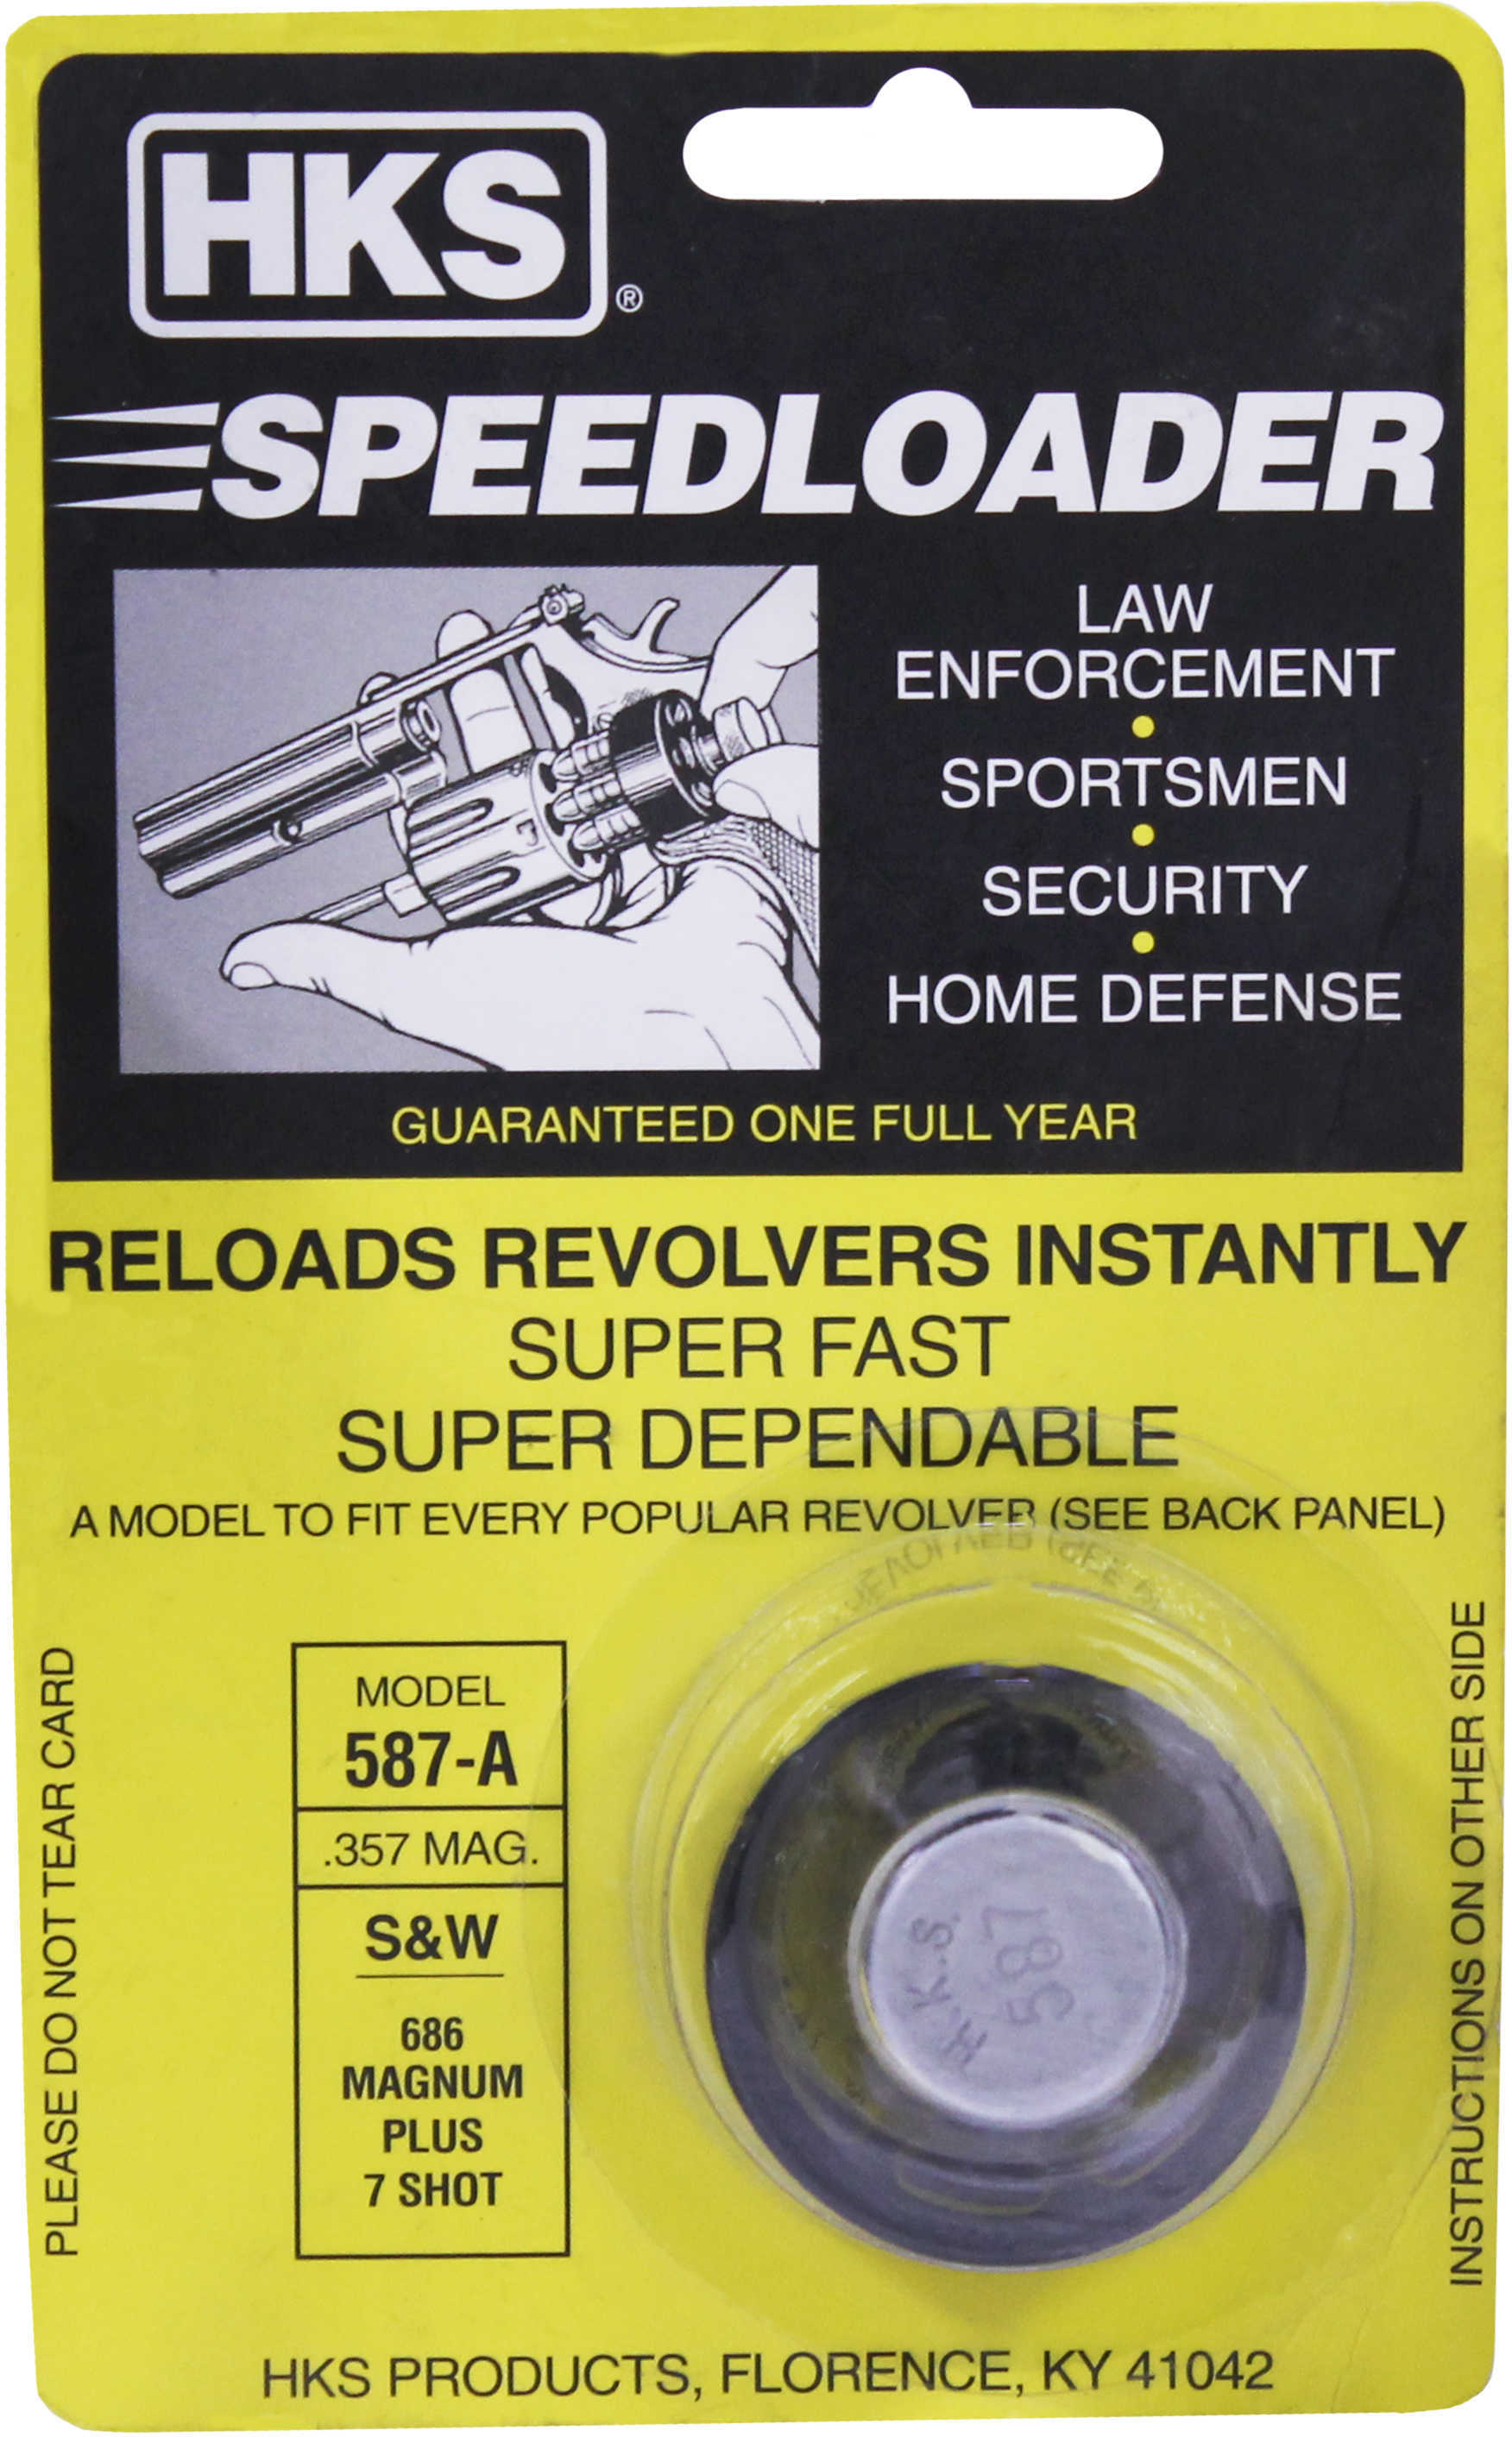 HKS®
SPEEDLOADER
LAW
ENFORCEMENT
•
SPORTSMEN
•
SECURITY
•
HOME DEFENSE
GUARANTEED ONE FULL YEAR
RELOADS REVOLVERS INSTANTLY
SUPER FAST
SUPER DEPENDABLE
A MODEL TO FIT EVERY POPULAR REVOLVER (SEE BACK PANEL)
PLEASE DO NOT TEAR CARD
MODEL
587-A
.357 MAG.
S&W
686
MAGNUM
PLUS
7 SHOT
H.K.S.
587
INSTRUCTIONS ON OTHER SIDE
HKS PRODUCTS, FLORENCE, KY 41042